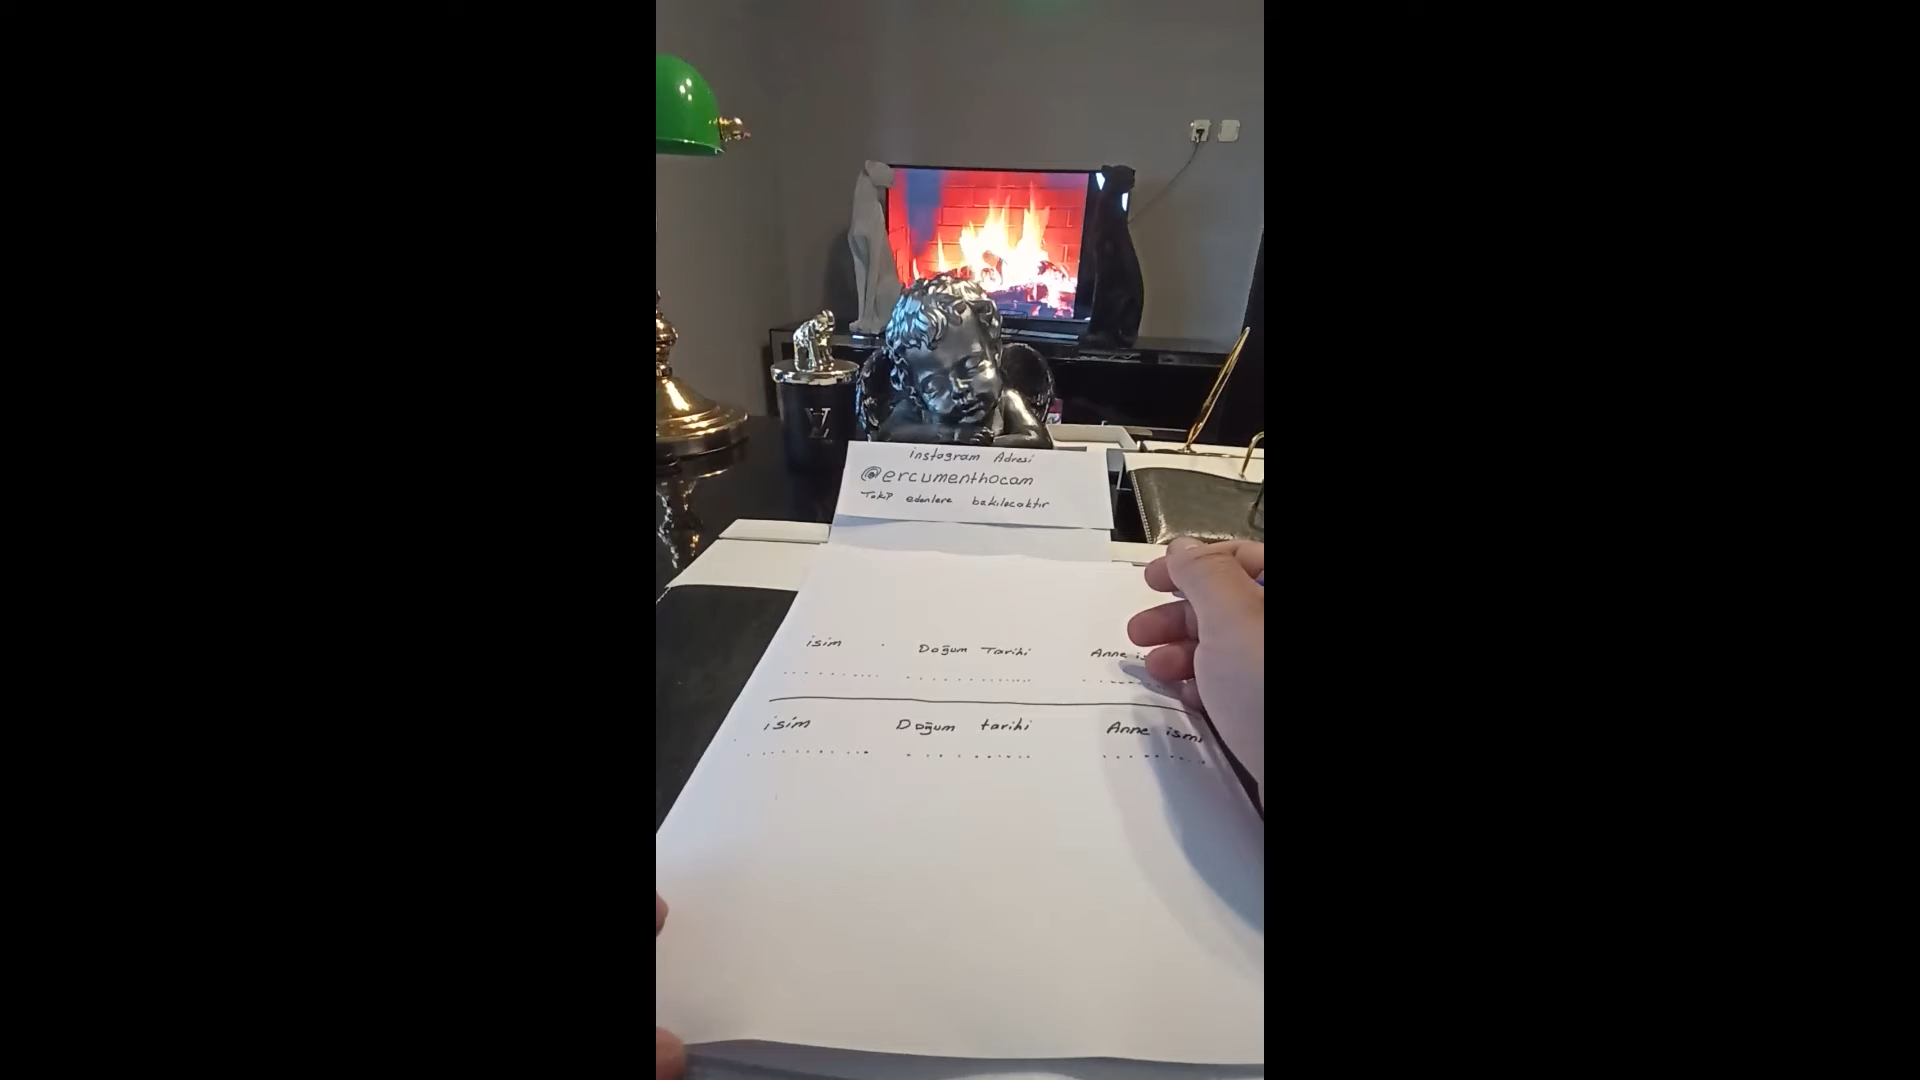 instagram Adresi
@ercumenthocam
Takip edenlere bakılacaktır
isim Doğum Tarihi Anne
isim Doğum tarihi Anne ismi